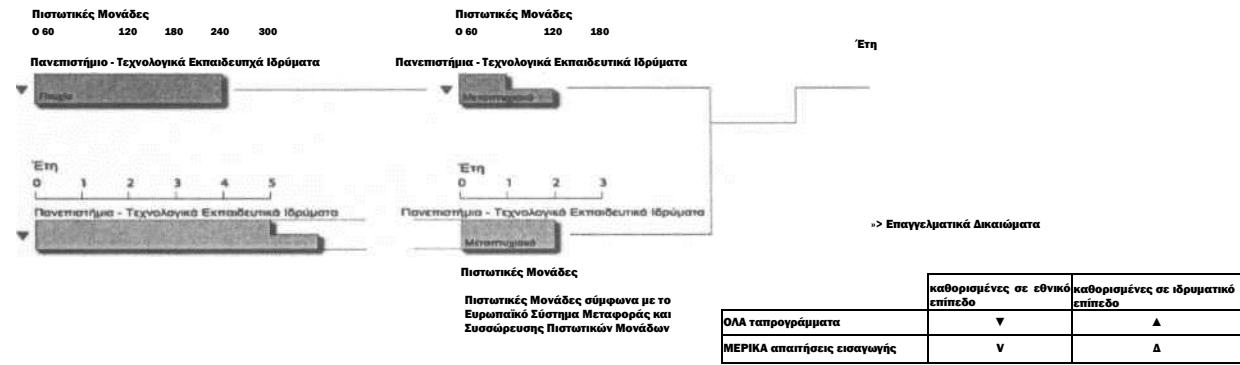 Πιστωτικές Μονάδες
Ο 60 120 180 240 300
Πανεπιστήμιο - Τεχνολογικά Εκπαιδευπχά Ιδρύματα
Πτυχίο
Έτη
0 1 2 3 4 5
Πανεπιστήμια - Τεχνολογικά Εκπαιδευτικά Ιδρύματα
Πιστωτικές Μονάδες
0 60 120 180
Πανεπιστήμια - Τεχνολογικά Εκπαιδευτικά Ιδρύματα
Μεταπτυχιακό
Έτη
0 1 2 3
Πανεπιστήμια - Τεχνολογικά Εκπαιδευτικά Ιδρύματα
Μεταπτυχιακό
Πιστωτικές Μονάδες
Πιστωτικές Μονάδες σύμφωνα με το
Ευρωπαϊκό Σύστημα Μεταφοράς και
Συσσώρευσης Πιστωτικών Μονάδων
Έτη
»> Επαγγελματικά Δικαιώματα
καθορισμένες σε εθνικό καθορισμένες σε ιδρυματικό
επίπεδο επίπεδο
ΟΛΑ ταπρογράμματα ▼ ▲
ΜΕΡΙΚΑ απαιτήσεις εισαγωγής V Δ